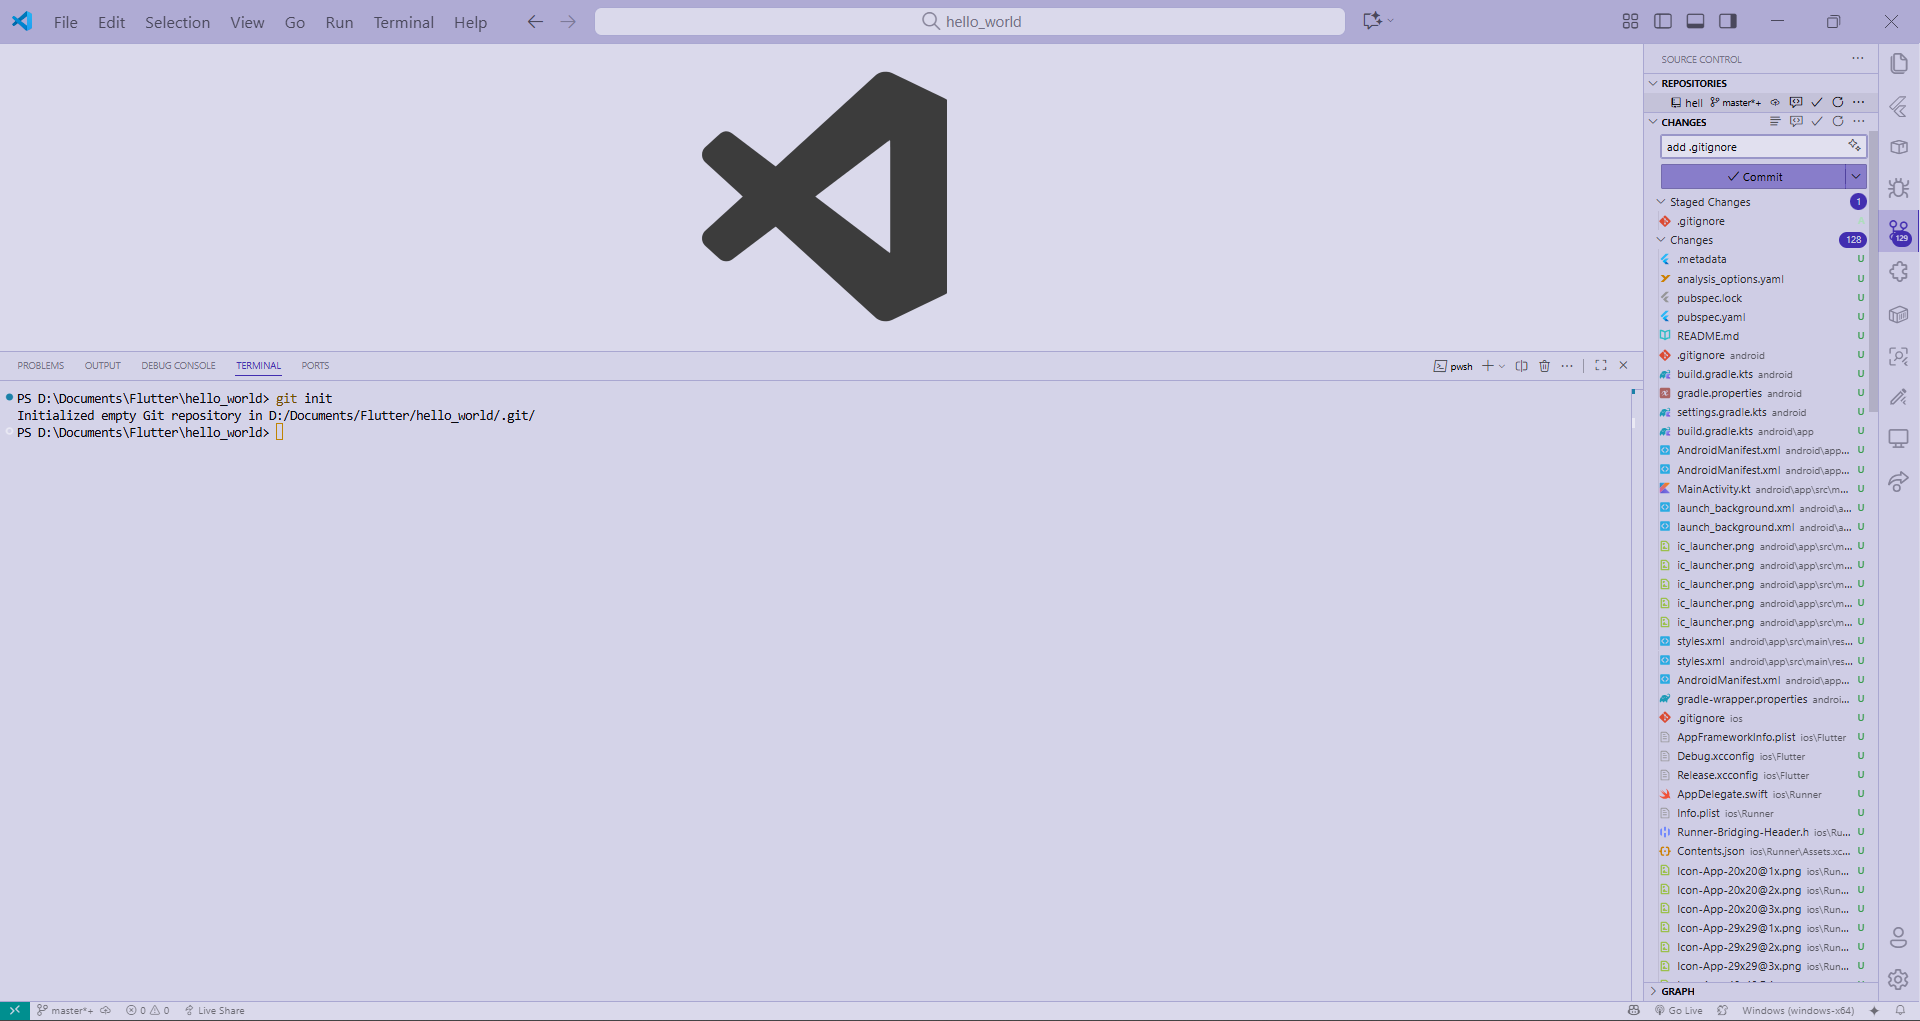 File Edit Selection View Go Run Terminal Help
hello_world
SOURCE CONTROL
REPOSITORIES
hell master*+
CHANGES
add .gitignore
Commit
Staged Changes 1
.gitignore
Changes 128
129
.metadata U
analysis_options.yaml U
pubspec.lock U
pubspec.yaml U
README.md U
.gitignore android U
build.gradle.kts android U
gradle.properties android U
settings.gradle.kts android U
build.gradle.kts android\app U
AndroidManifest.xml android\app... U
AndroidManifest.xml android\app... U
MainActivity.kt android\app\src\m... U
launch_background.xml android\a... U
launch_background.xml android\a... U
ic_launcher.png android\app\src\m... U
ic_launcher.png android\app\src\m... U
ic_launcher.png android\app\src\m... U
ic_launcher.png android\app\src\m... U
ic_launcher.png android\app\src\m... U
styles.xml android\app\src\main\res... U
styles.xml android\app\src\main\res... U
AndroidManifest.xml android\app... U
gradle-wrapper.properties androi... U
.gitignore ios U
AppFrameworkInfo.plist ios\Flutter U
Debug.xcconfig ios\Flutter U
Release.xcconfig ios\Flutter U
AppDelegate.swift ios\Runner U
Info.plist ios\Runner U
Runner-Bridging-Header.h ios\Ru... U
Contents.json ios\Runner\Assets.xc... U
Icon-App-20x20@1x.png ios\Run... U
Icon-App-20x20@2x.png ios\Run... U
Icon-App-20x20@3x.png ios\Run... U
Icon-App-29x29@1x.png ios\Run... U
Icon-App-29x29@2x.png ios\Run... U
Icon-App-29x29@3x.png ios\Run... U
GRAPH
PROBLEMS OUTPUT DEBUG CONSOLE TERMINAL PORTS
pwsh
PS D:\Documents\Flutter\hello_world> git init
Initialized empty Git repository in D:/Documents/Flutter/hello_world/.git/
PS D:\Documents\Flutter\hello_world>
master*+ 0 0 Live Share
Go Live Windows (windows-x64)